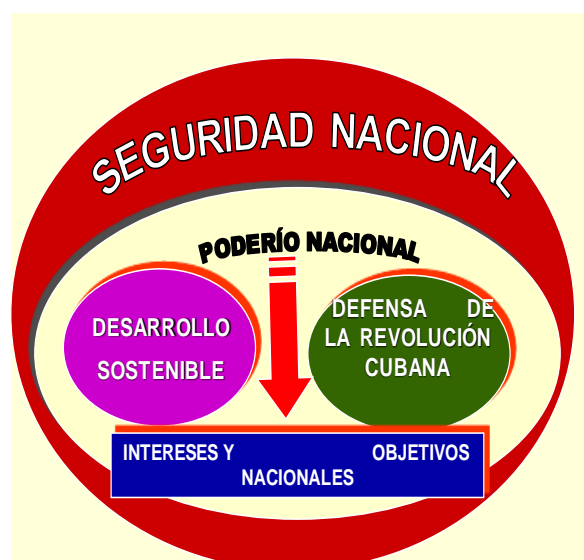 SEGURIDAD NACIONAL
PODERÍO NACIONAL
DESARROLLO
SOSTENIBLE
DEFENSA DE
LA REVOLUCIÓN
CUBANA
INTERESES Y OBJETIVOS
NACIONALES